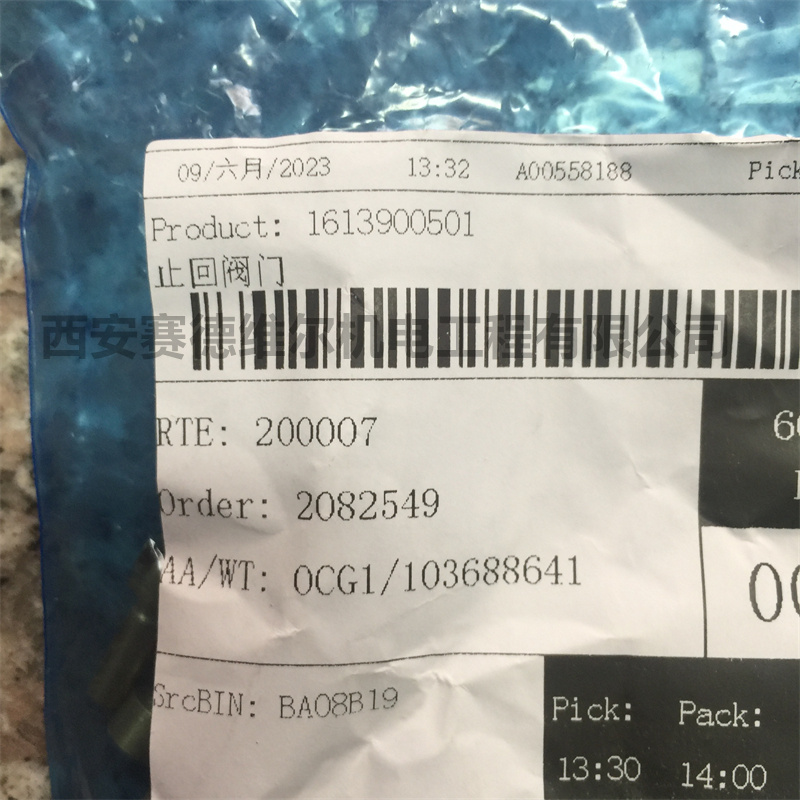 09/六月/2023 13:32 A00558188 Pick
Product: 1613900501
止回阀门
西安赛德维尔机电工程有限公司
RTE: 200007
Order: 2082549
AA/WT: OCG1/103688641
SrcBIN: BA08B19
Pick: Pack:
13:30 14:00